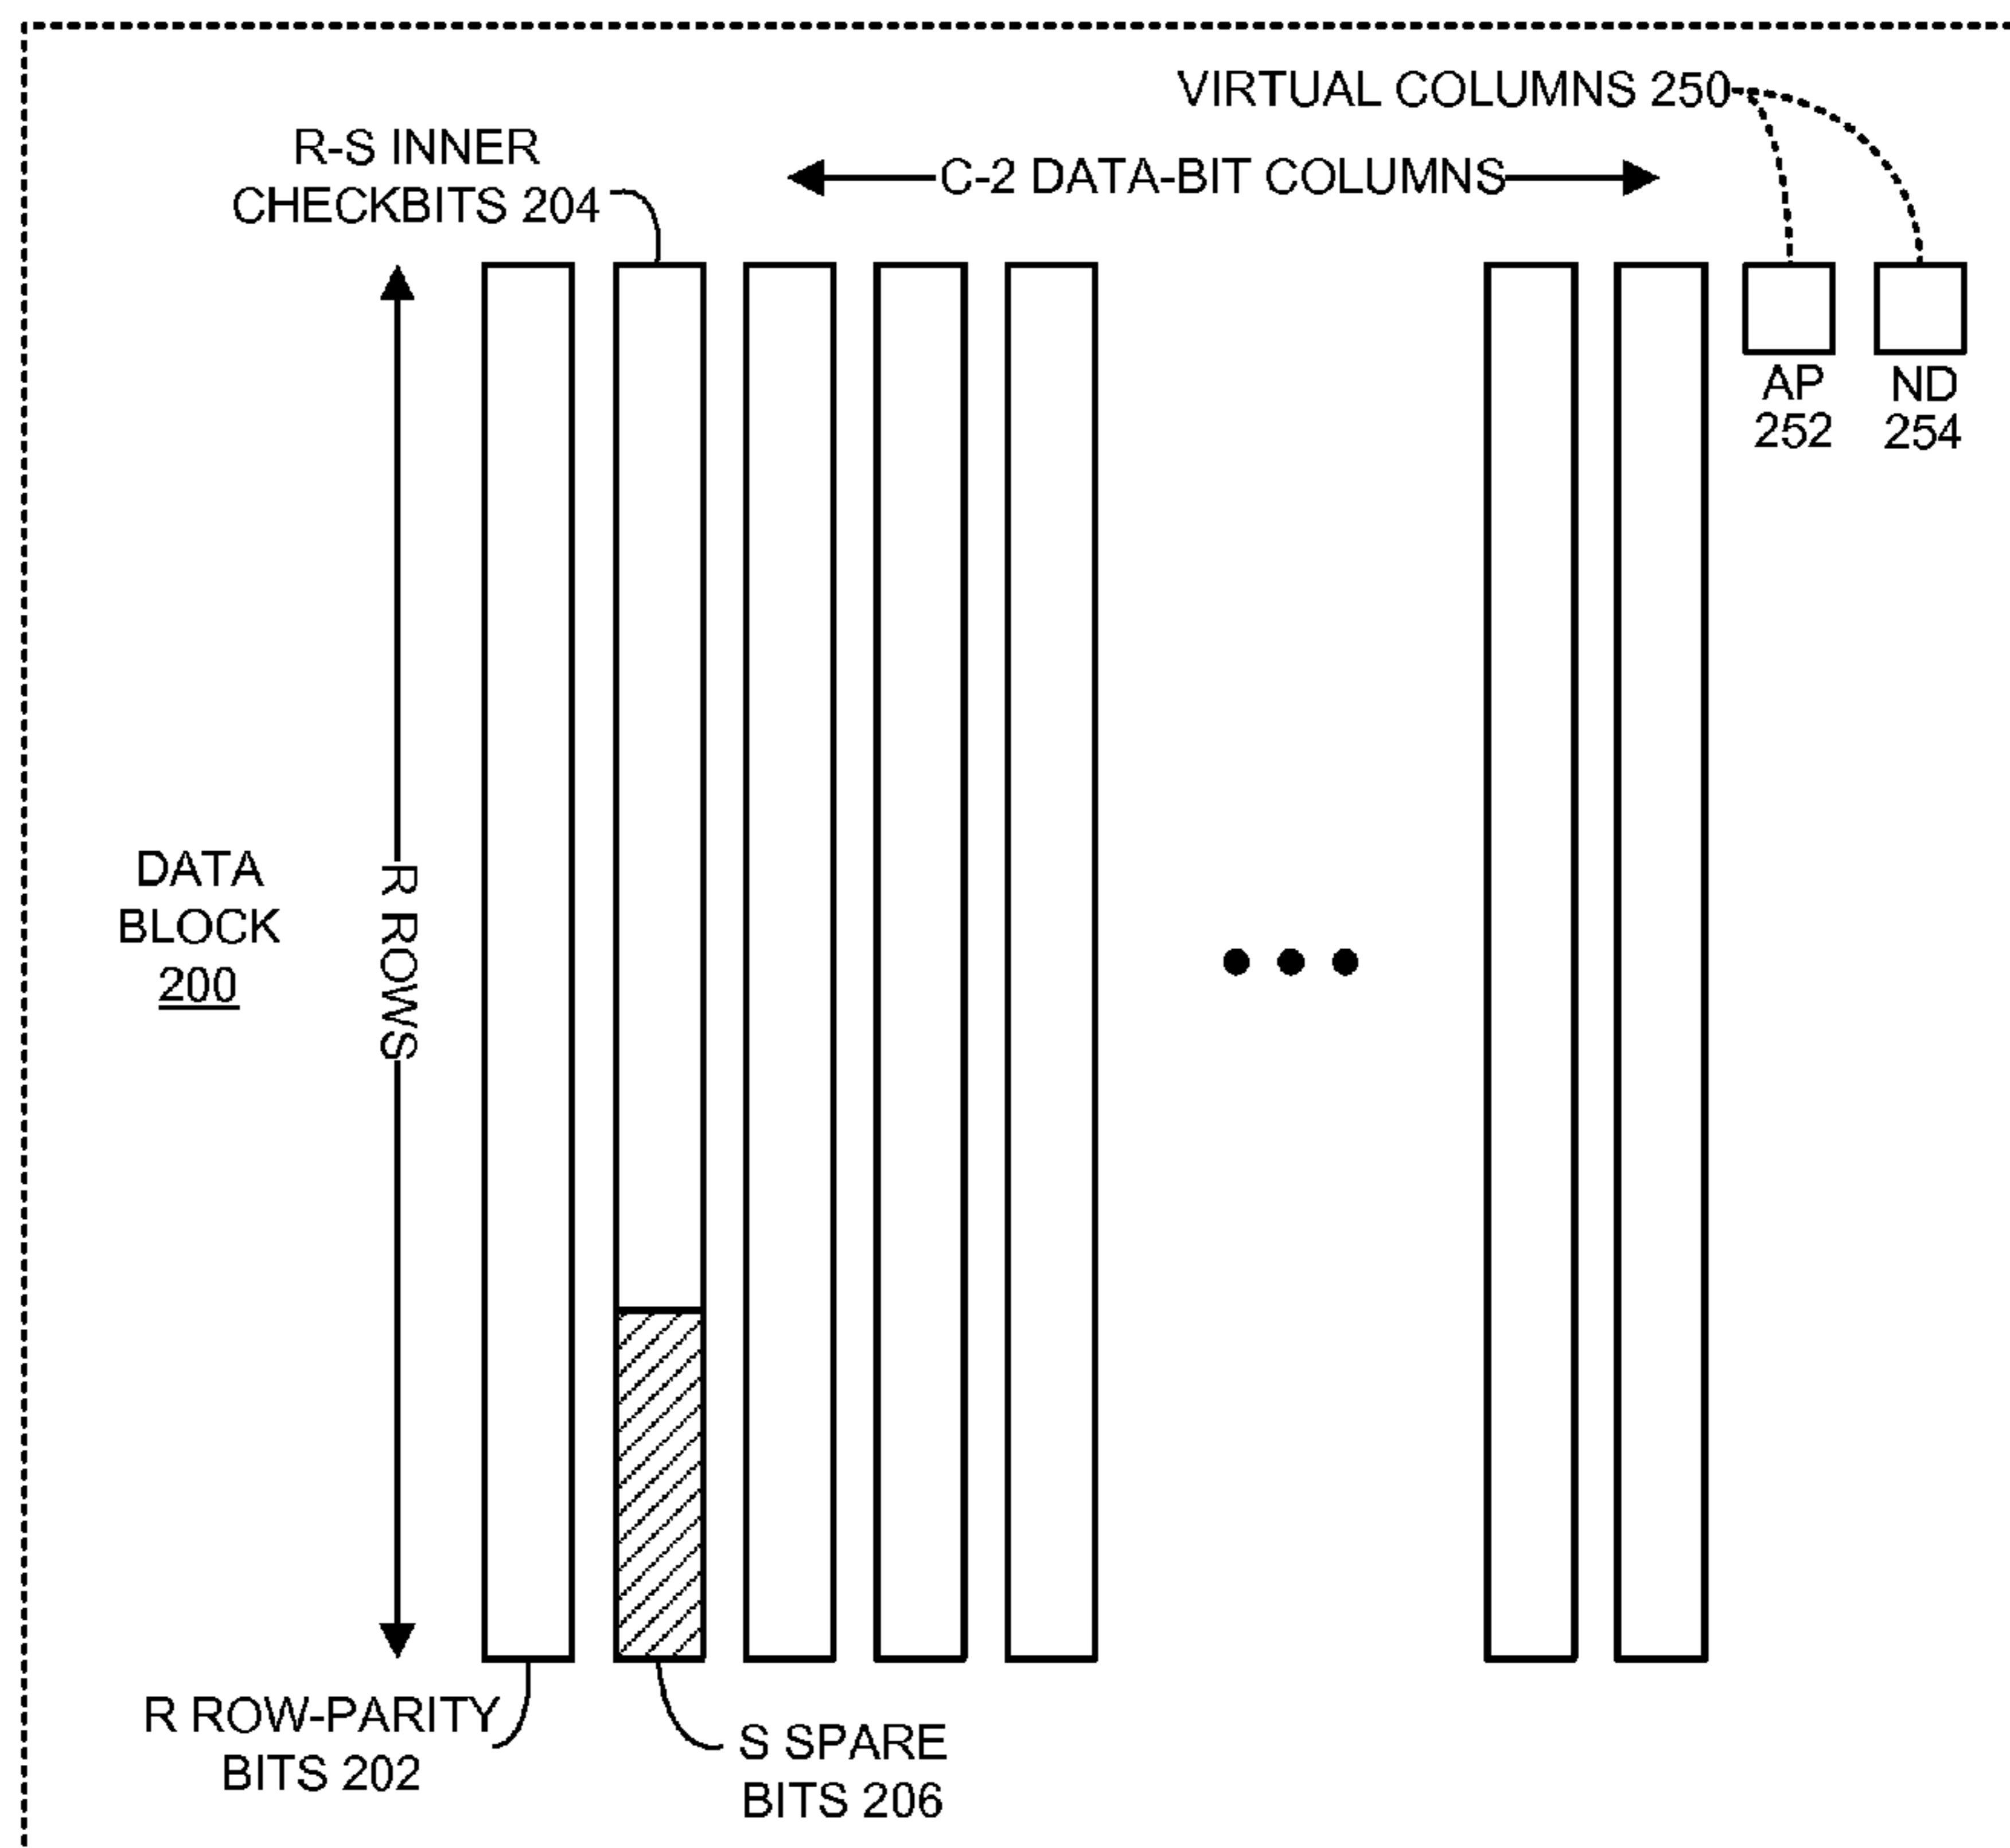 VIRTUAL COLUMNS 250
R-S INNER
CHECKBITS 204
C-2 DATA-BIT COLUMNS
AP
252
ND
254
DATA
BLOCK
200
R ROWS
R ROW-PARITY
BITS 202
S SPARE
BITS 206